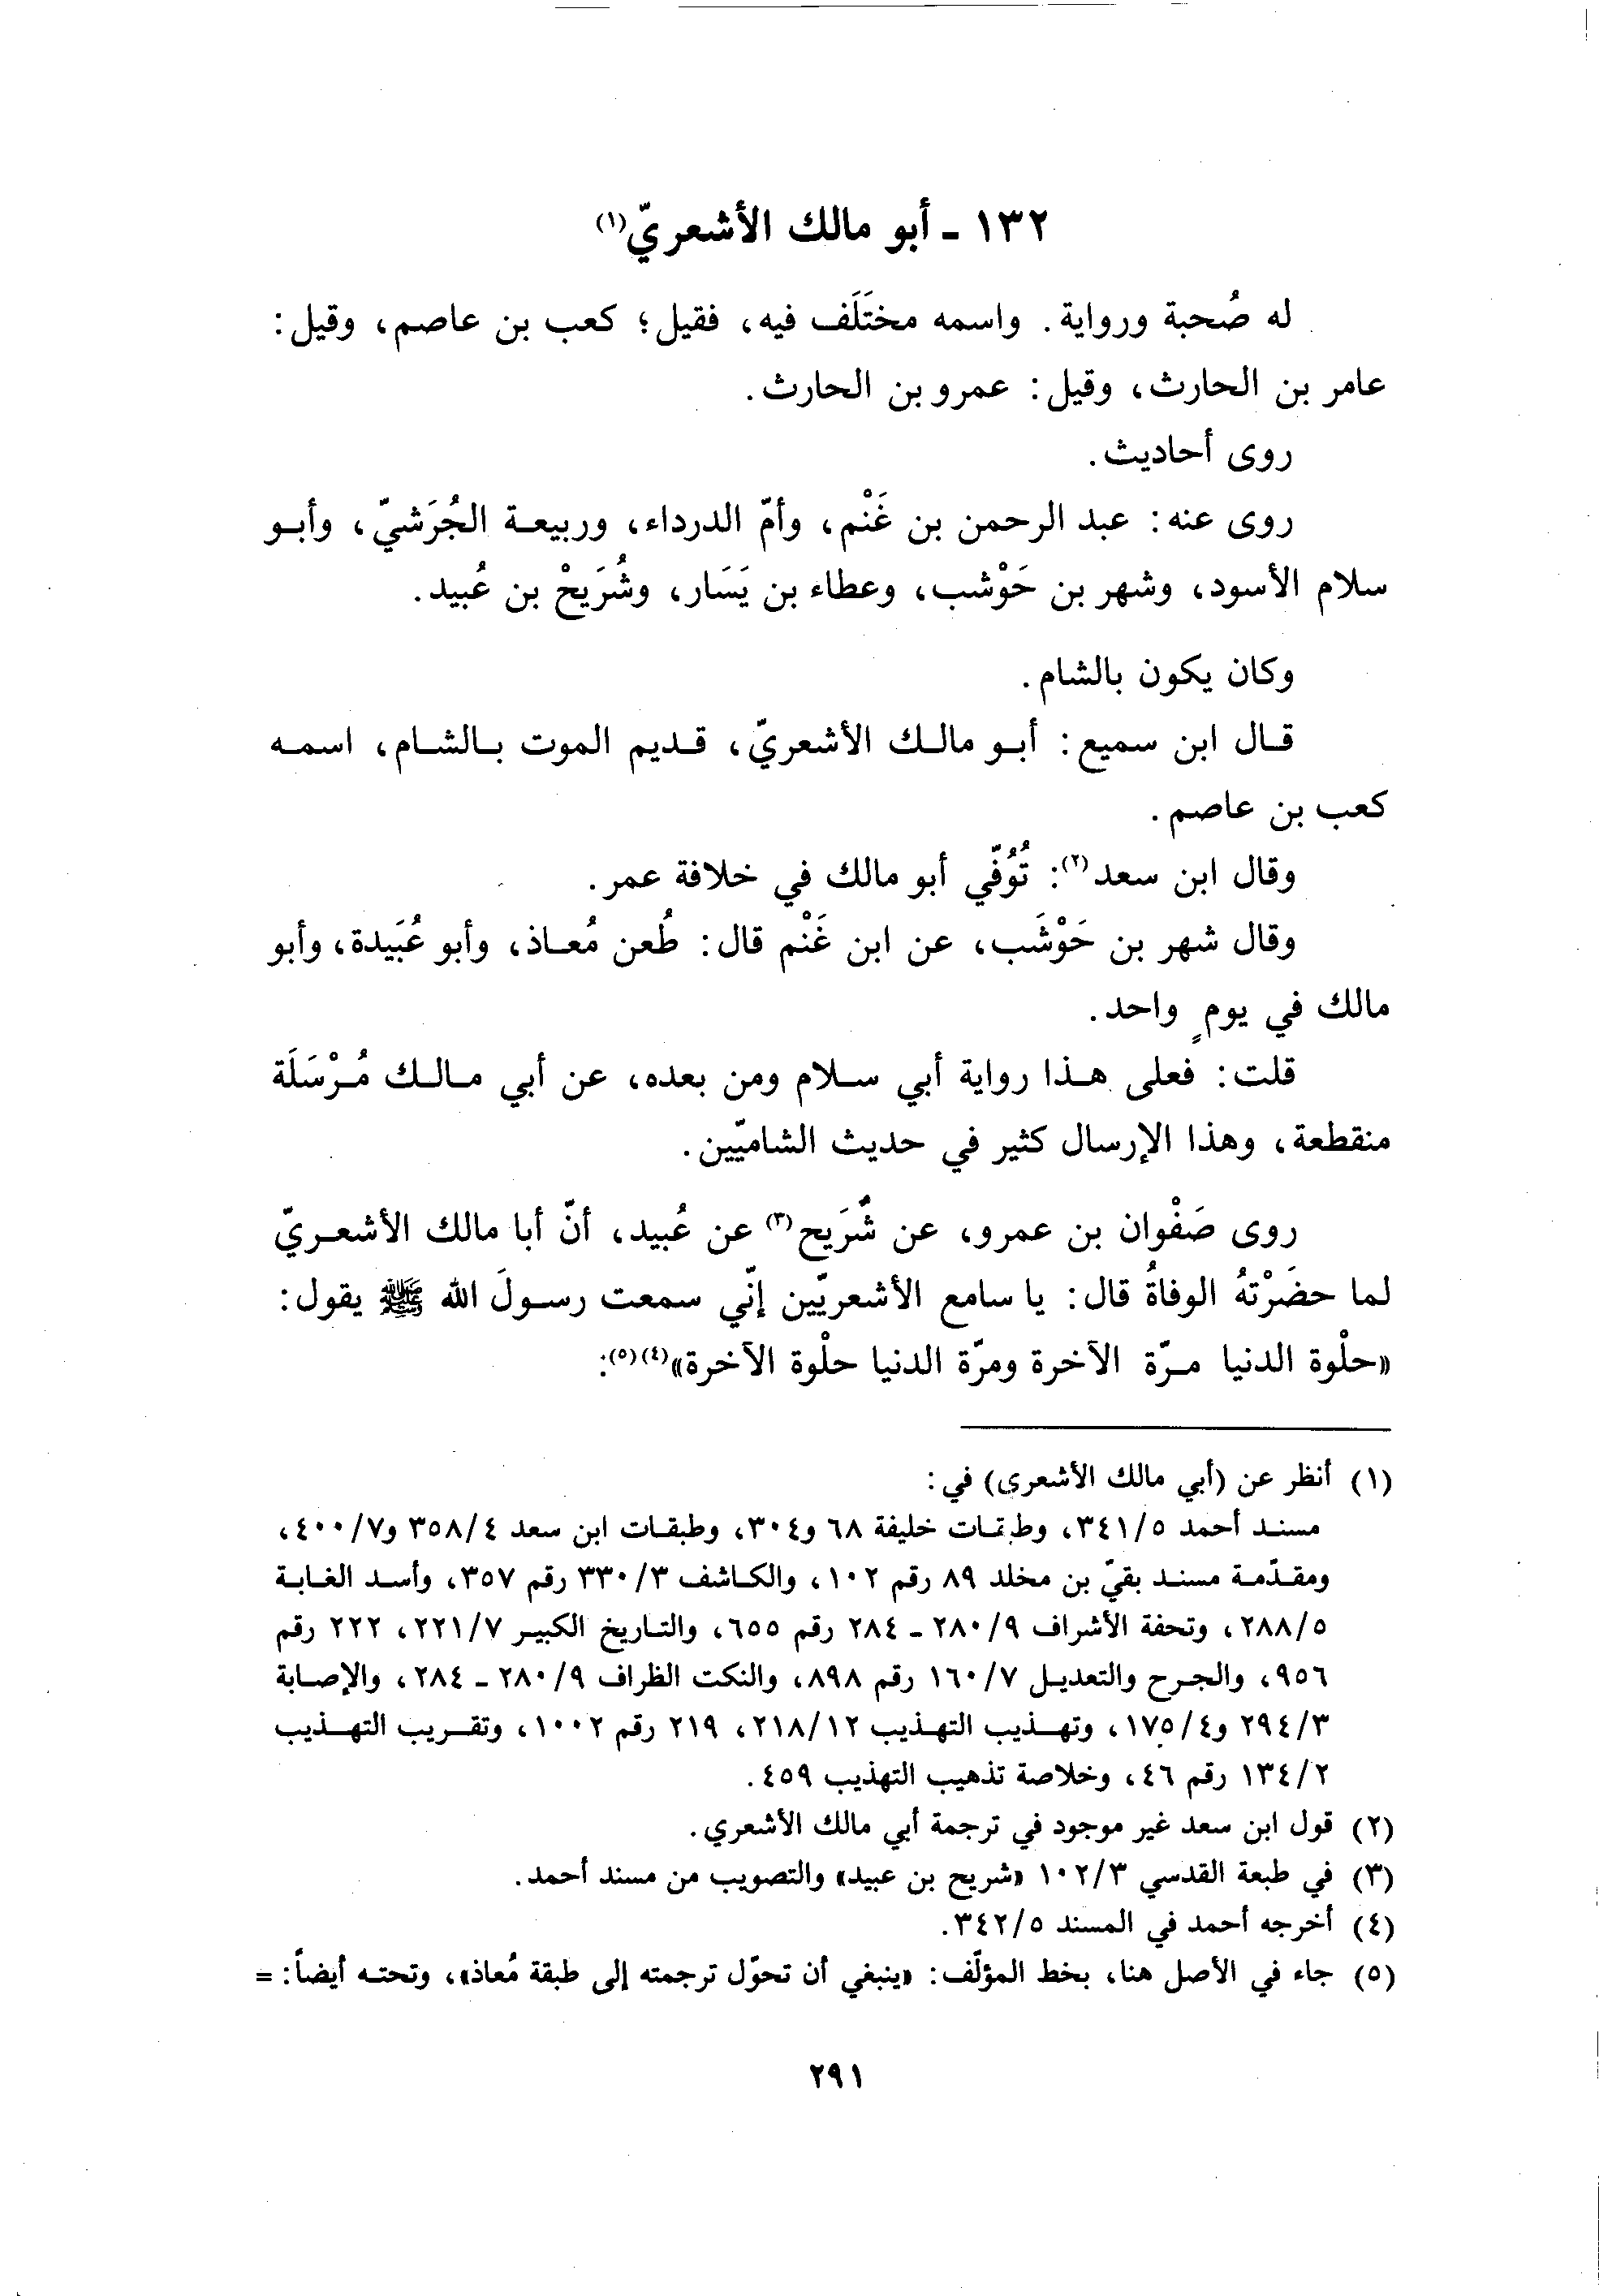 ١٣٢ ـ أبو مالك الأشعريّ(١)
له صُحبة ورواية. واسمه مختَلَف فيه، فقيل؛ كعب بن عاصم، وقيل:
عامر بن الحارث، وقيل: عمرو بن الحارث.
روى أحاديث.
روى عنه: عبد الرحمن بن غَنْم، وأمّ الدرداء، وربيعة الجُرَشيّ، وأبو
سلام الأسود، وشهر بن حَوْشب، وعطاء بن يَسَار، وشُرَيحْ بن عُبيد.
وكان يكون بالشام.
قال ابن سميع: أبو مالك الأشعريّ، قديم الموت بالشام، اسمه
كعب بن عاصم.
وقال ابن سعد(٢): تُوُفّي أبو مالك في خلافة عمر.
وقال شهر بن حَوْشَب، عن ابن غَنْم قال: طُعن مُعاذ، وأبو عُبَيدة، وأبو
مالك في يومٍ واحد.
قلت: فعلى هذا رواية أبي سلام ومن بعده، عن أبي مالك مُرْسَلَة
منقطعة، وهذا الإرسال كثير في حديث الشاميّين.
روى صَفْوان بن عمرو، عن شُرَيح(٣) عن عُبيد، أنّ أبا مالك الأشعريّ
لما حضَرْتهُ الوفاةُ قال: يا سامع الأشعريّين إنّي سمعت رسولَ الله ﷺ يقول:
«حلْوة الدنيا مرّة الآخرة ومرّة الدنيا حلْوة الآخرة»(٤)(٥):
(١) أنظر عن (أبي مالك الأشعرى) في:
مسند أحمد ٣٤١/٥، وطبقات خليفة ٦٨ و٣٠٤، وطبقات ابن سعد ٣٥٨/٤ و٤٠٠/٧،
ومقدّمة مسند بقيّ بن مخلد ٨٩ رقم ١٠٢، والكاشف ٣٣٠/٣ رقم ٣٥٧، وأسد الغابة
٢٨٨/٥، وتحفة الأشراف ٢٨٠/٩ ـ ٢٨٤ رقم ٦٥٥، والتاريخ الكبير ٢٢١/٧، ٢٢٢ رقم
٩٥٦، والجرح والتعديل ١٦٠/٧ رقم ٨٩٨، والنكت الظراف ٢٨٠/٩ ـ ٢٨٤، والإصابة
٢٩٤/٣ و١٧٥/٤، وتهذيب التهذيب ٢١٨/١٢، ٢١٩ رقم ١٠٠٢، وتقريب التهذيب
١٣٤/٢ رقم ٤٦، وخلاصة تذهيب التهذيب ٤٥٩.
(٢) قول ابن سعد غير موجود في ترجمة أبي مالك الأشعري.
(٣) في طبعة القدسي ١٠٢/٣ «شريح بن عبيد» والتصويب من مسند أحمد.
(٤) أخرجه أحمد في المسند ٣٤٢/٥.
(٥) جاء في الأصل هنا، بخط المؤلّف: «ينبغي أن تحوّل ترجمته إلى طبقة مُعاذ»، وتحته أيضاً: =
٢٩١